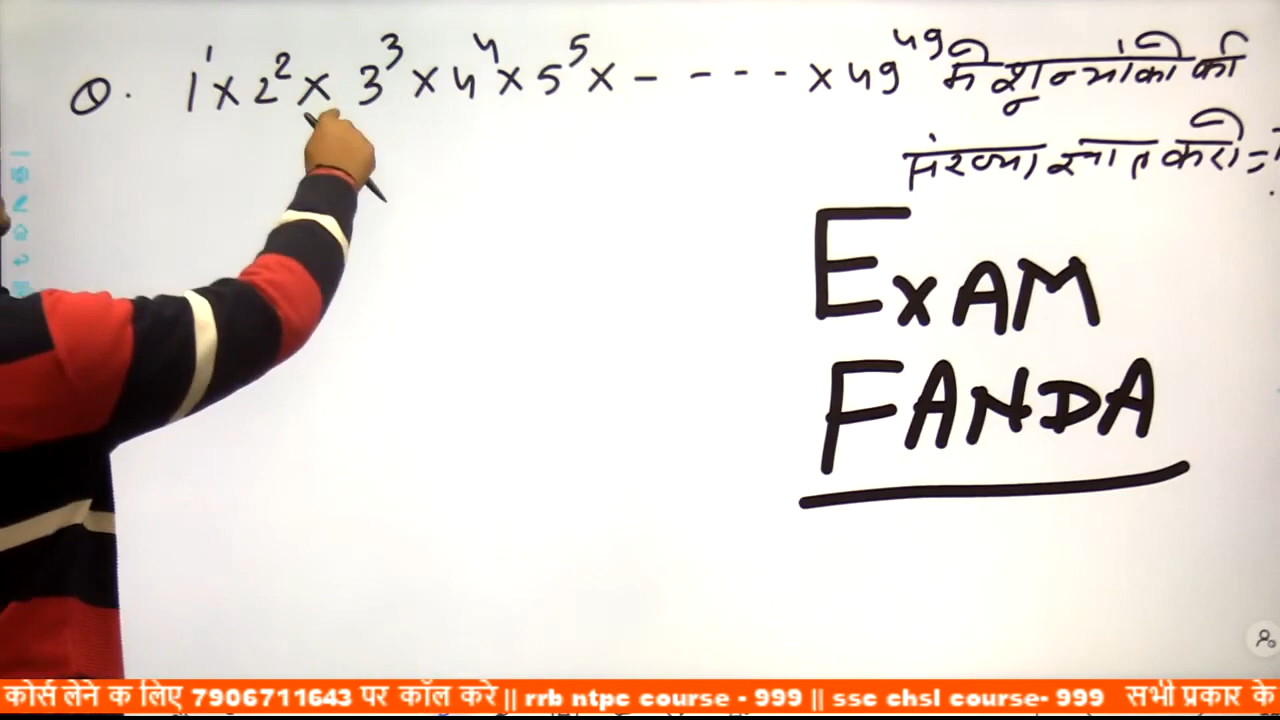 Q. 1¹ x 2² x 3³ x 4⁴ x 5⁵ x - - - - - x 49⁴⁹ में शून्यांको की
संख्या ज्ञात करो = ?
EXAM
FANDA
कोर्स लेने क लिए 7906711643 पर कॉल करे || rrb ntpc course - 999 || ssc chsl course- 999 सभी प्रकार के